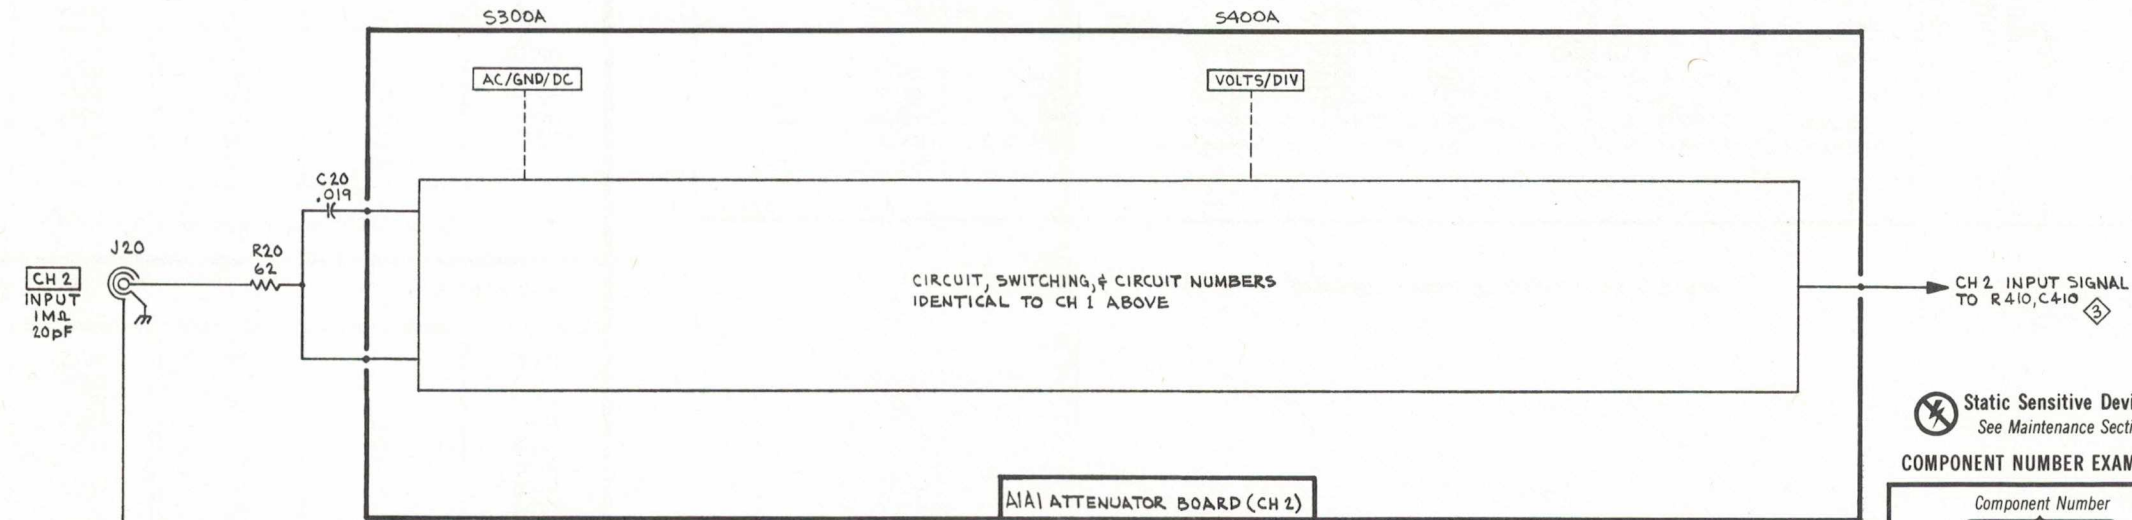 S300A
S400A
AC/GND/DC
VOLTS/DIV
C20
.019
J20
R20
62
CH 2
INPUT
1MΩ
20pF
CIRCUIT, SWITCHING, & CIRCUIT NUMBERS
IDENTICAL TO CH 1 ABOVE
CH 2 INPUT SIGNAL
TO R410, C410
3
Static Sensitive Devi
See Maintenance Secti
COMPONENT NUMBER EXAM
Component Number
A1A1 ATTENUATOR BOARD (CH 2)